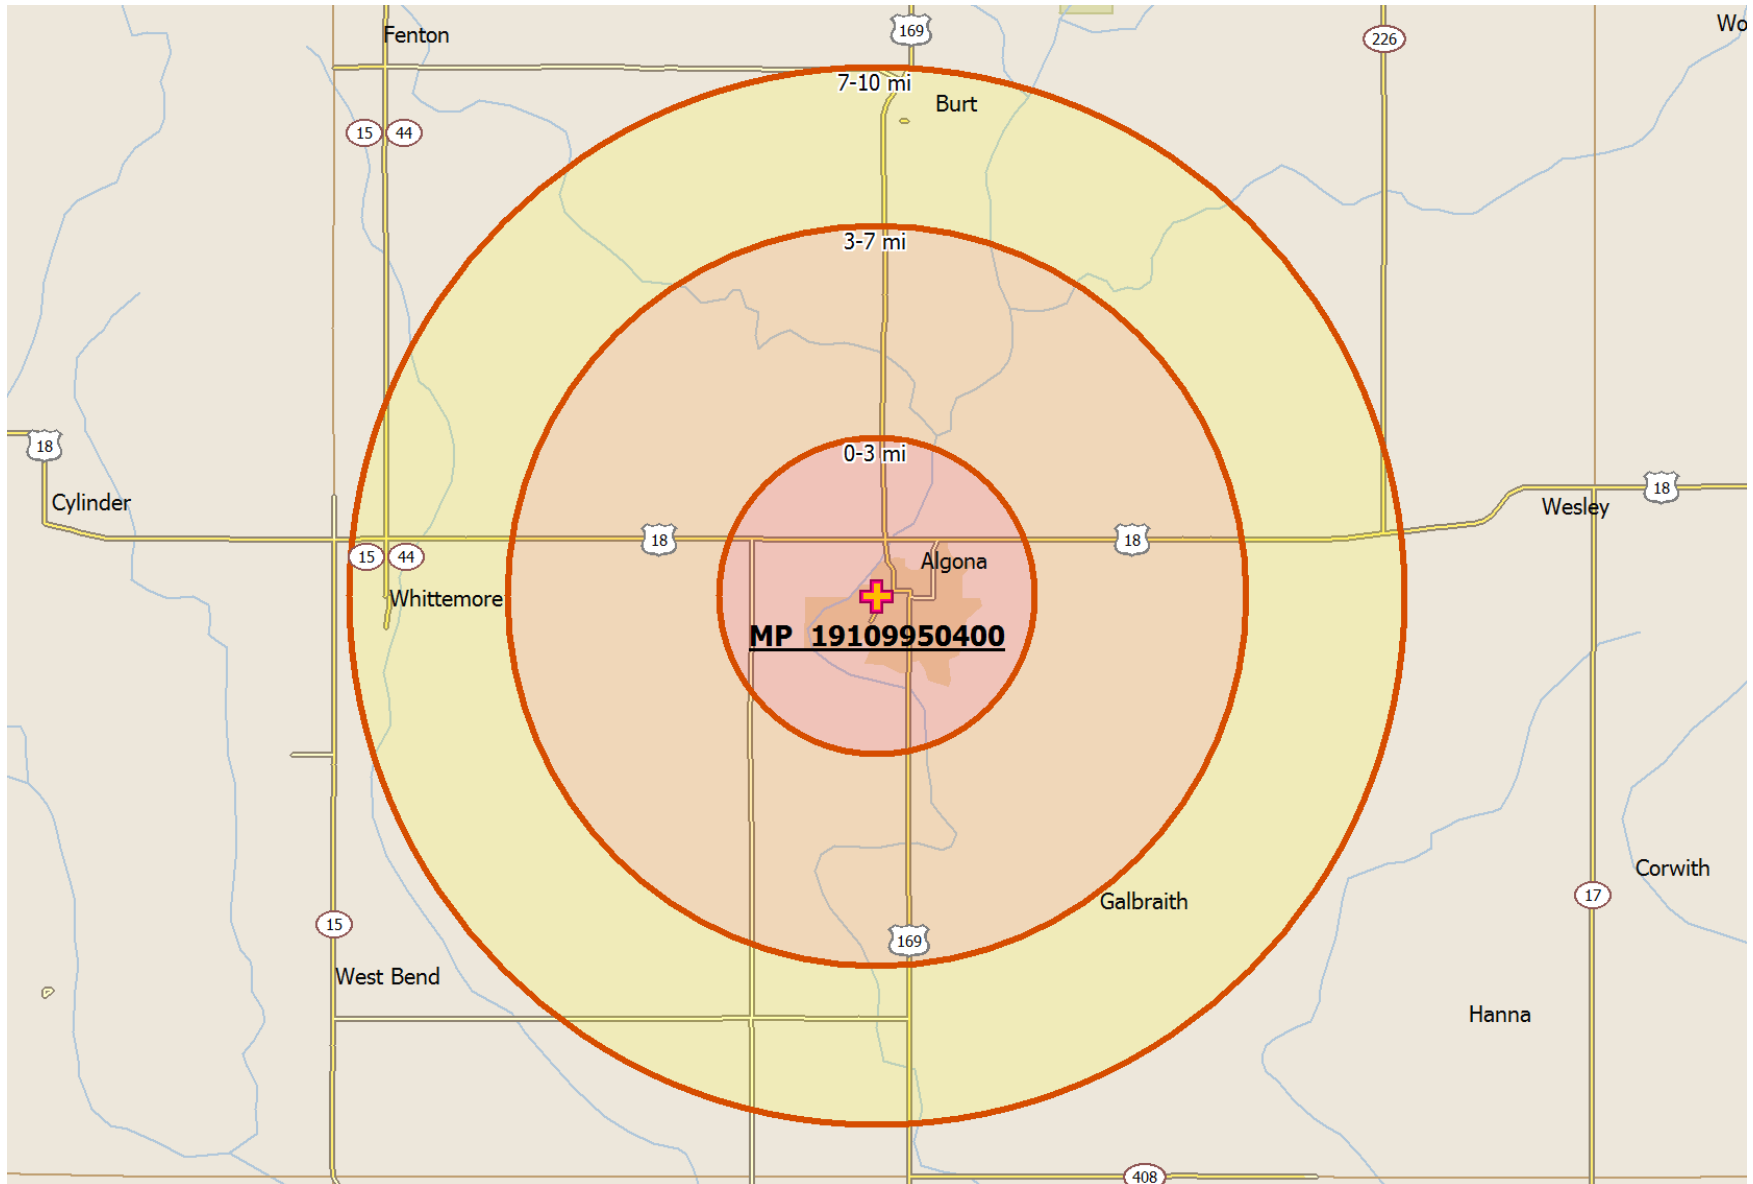 Fenton
169
226
Wo
7-10 mi
Burt
15
44
3-7 mi
18
0-3 mi
Cylinder
18
Wesley
18
18
15
44
Algona
Whittemore
MP 19109950400
Corwith
Galbraith
17
15
169
West Bend
Hanna
408